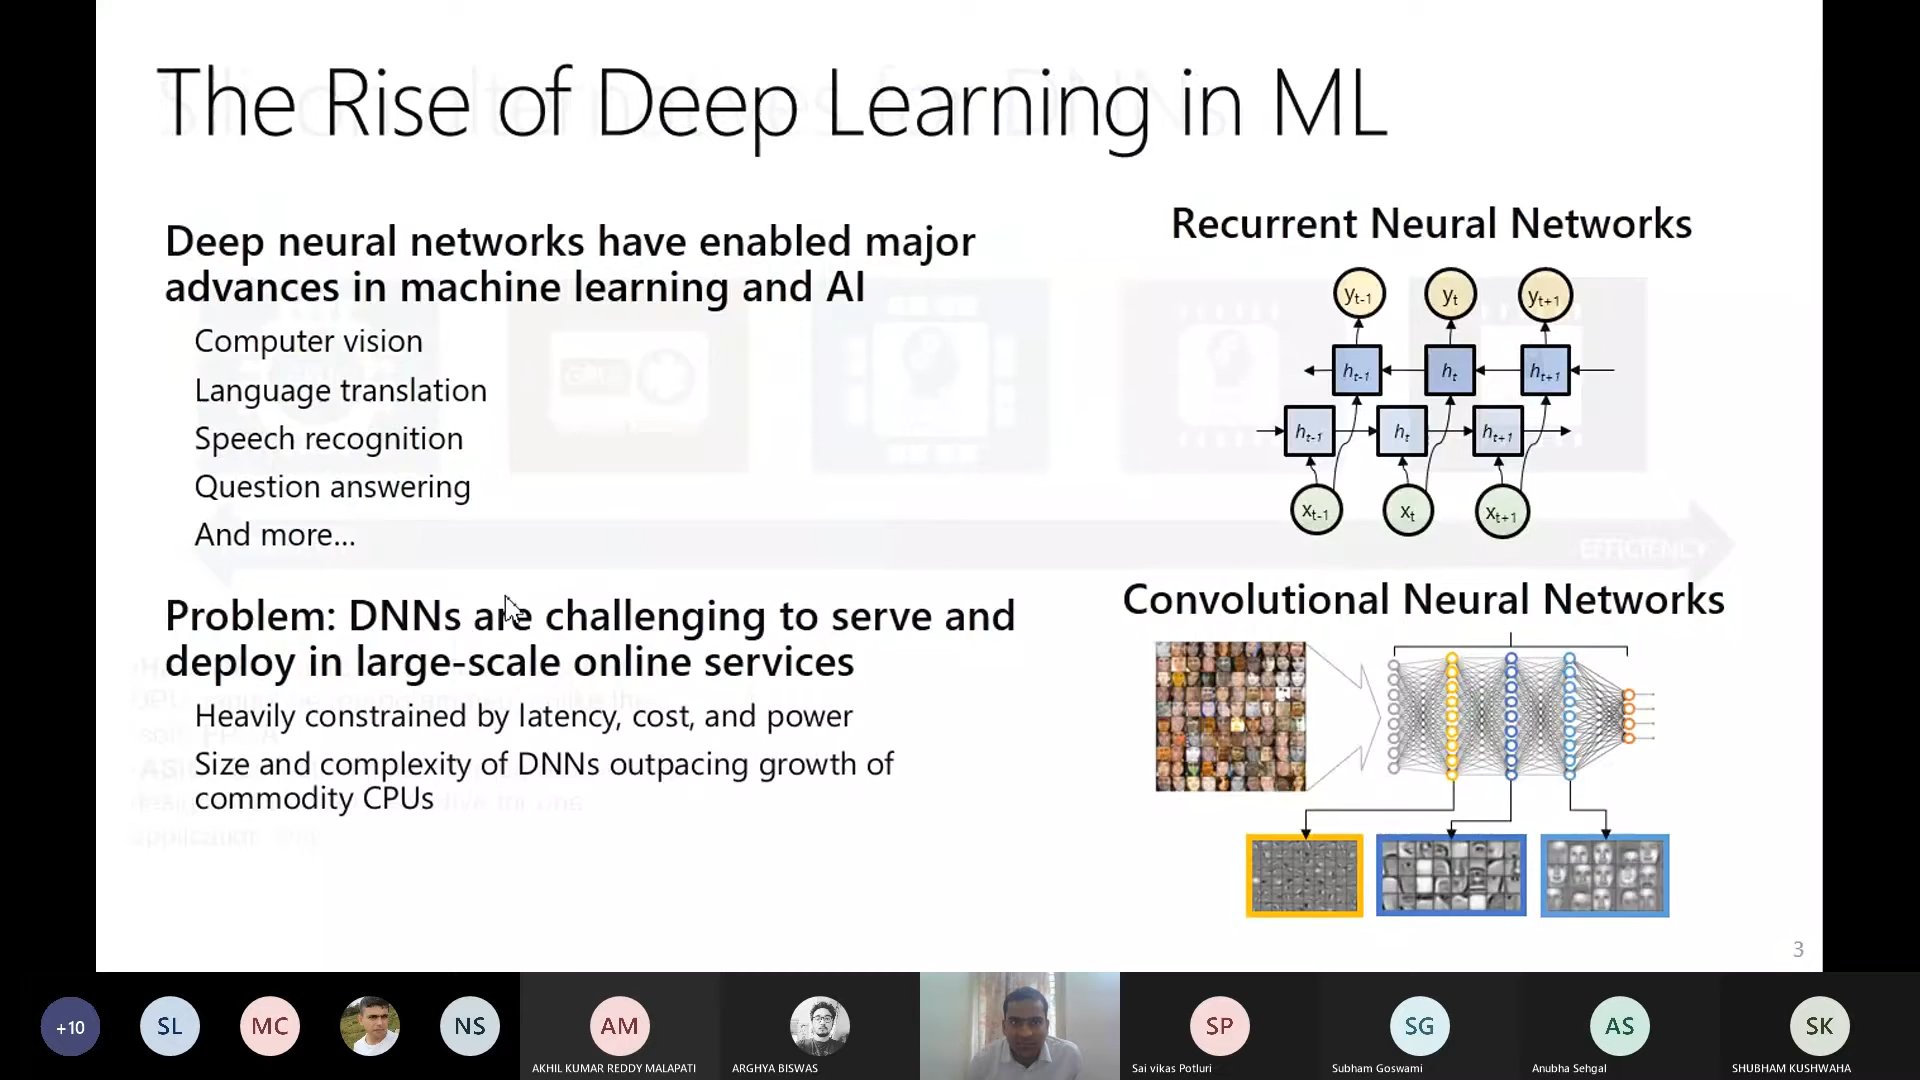 The Rise of Deep Learning in ML
Deep neural networks have enabled major
advances in machine learning and AI
Computer vision
Language translation
Speech recognition
Question answering
And more...
Problem: DNNs are challenging to serve and
deploy in large-scale online services
Heavily constrained by latency, cost, and power
Size and complexity of DNNs outpacing growth of
commodity CPUs
Recurrent Neural Networks
yt-1 yt yt+1
ht-1 ht ht+1
ht-1 ht ht+1
xt-1 xt xt+1
EFFICIENCY
Convolutional Neural Networks
3
+10 SL MC NS AM SP SG AS SK
AKHIL KUMAR REDDY MALAPATI ARGHYA BISWAS Sai vikas Potluri Subham Goswami Anubha Sehgal SHUBHAM KUSHWAHA